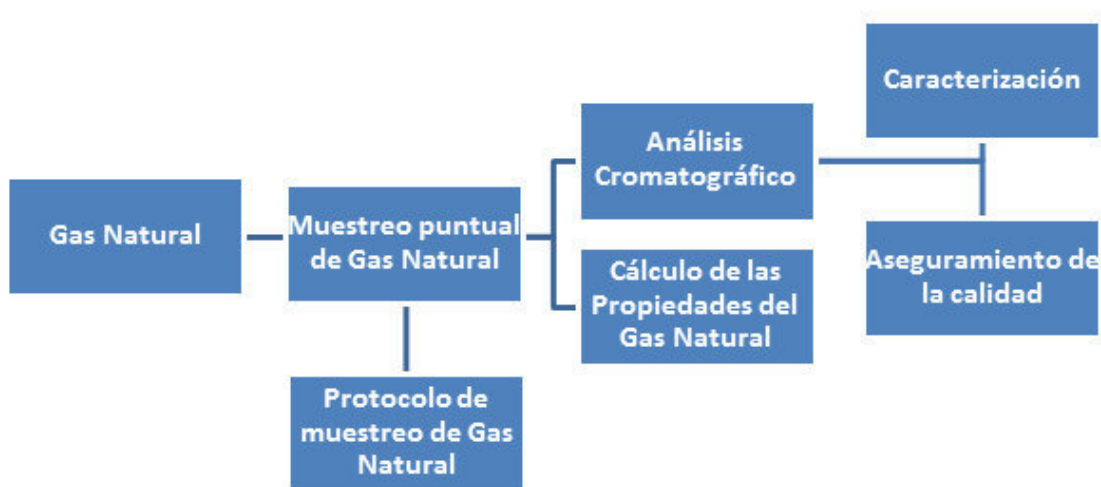 Gas Natural
Muestreo puntual
de Gas Natural
Protocolo de
muestreo de Gas
Natural
Análisis
Cromatográfico
Cálculo de las
Propiedades del
Gas Natural
Caracterización
Aseguramiento de
la calidad